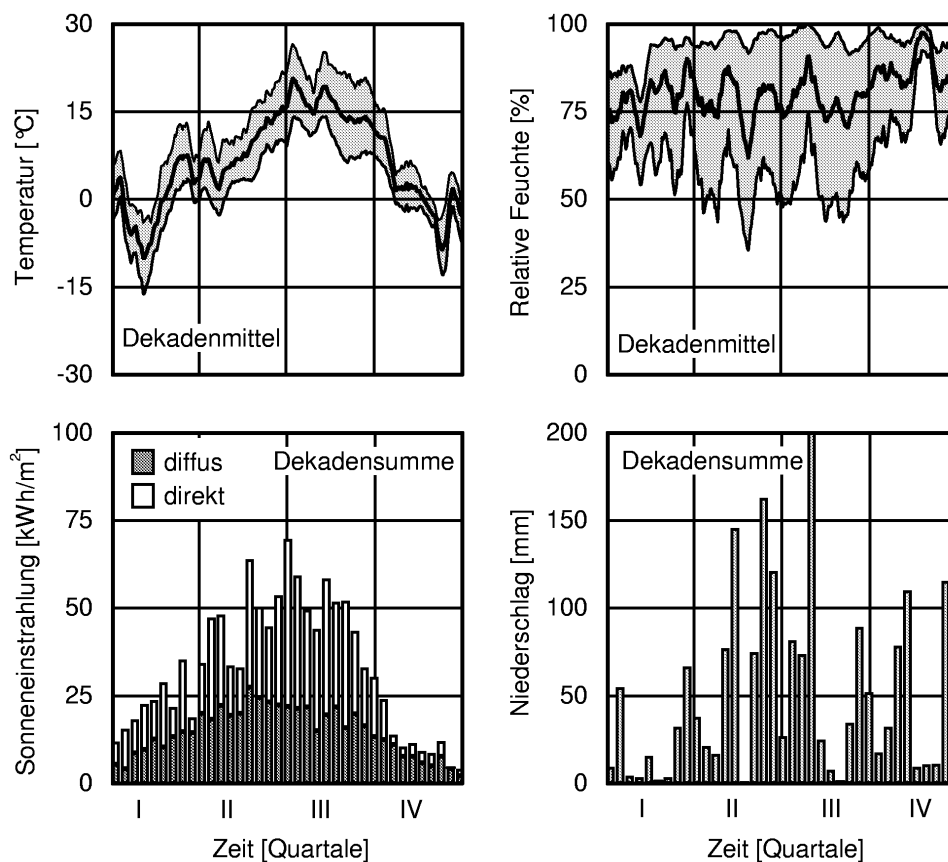 30
15
0
-15
-30
Temperatur [°C]
Dekadenmittel
100
75
50
25
0
Relative Feuchte [%]
Dekadenmittel
100
75
50
25
0
Sonneneinstrahlung [kWh/m²]
diffus
direkt
Dekadensumme
I II III IV
Zeit [Quartale]
200
150
100
50
0
Niederschlag [mm]
Dekadensumme
I II III IV
Zeit [Quartale]